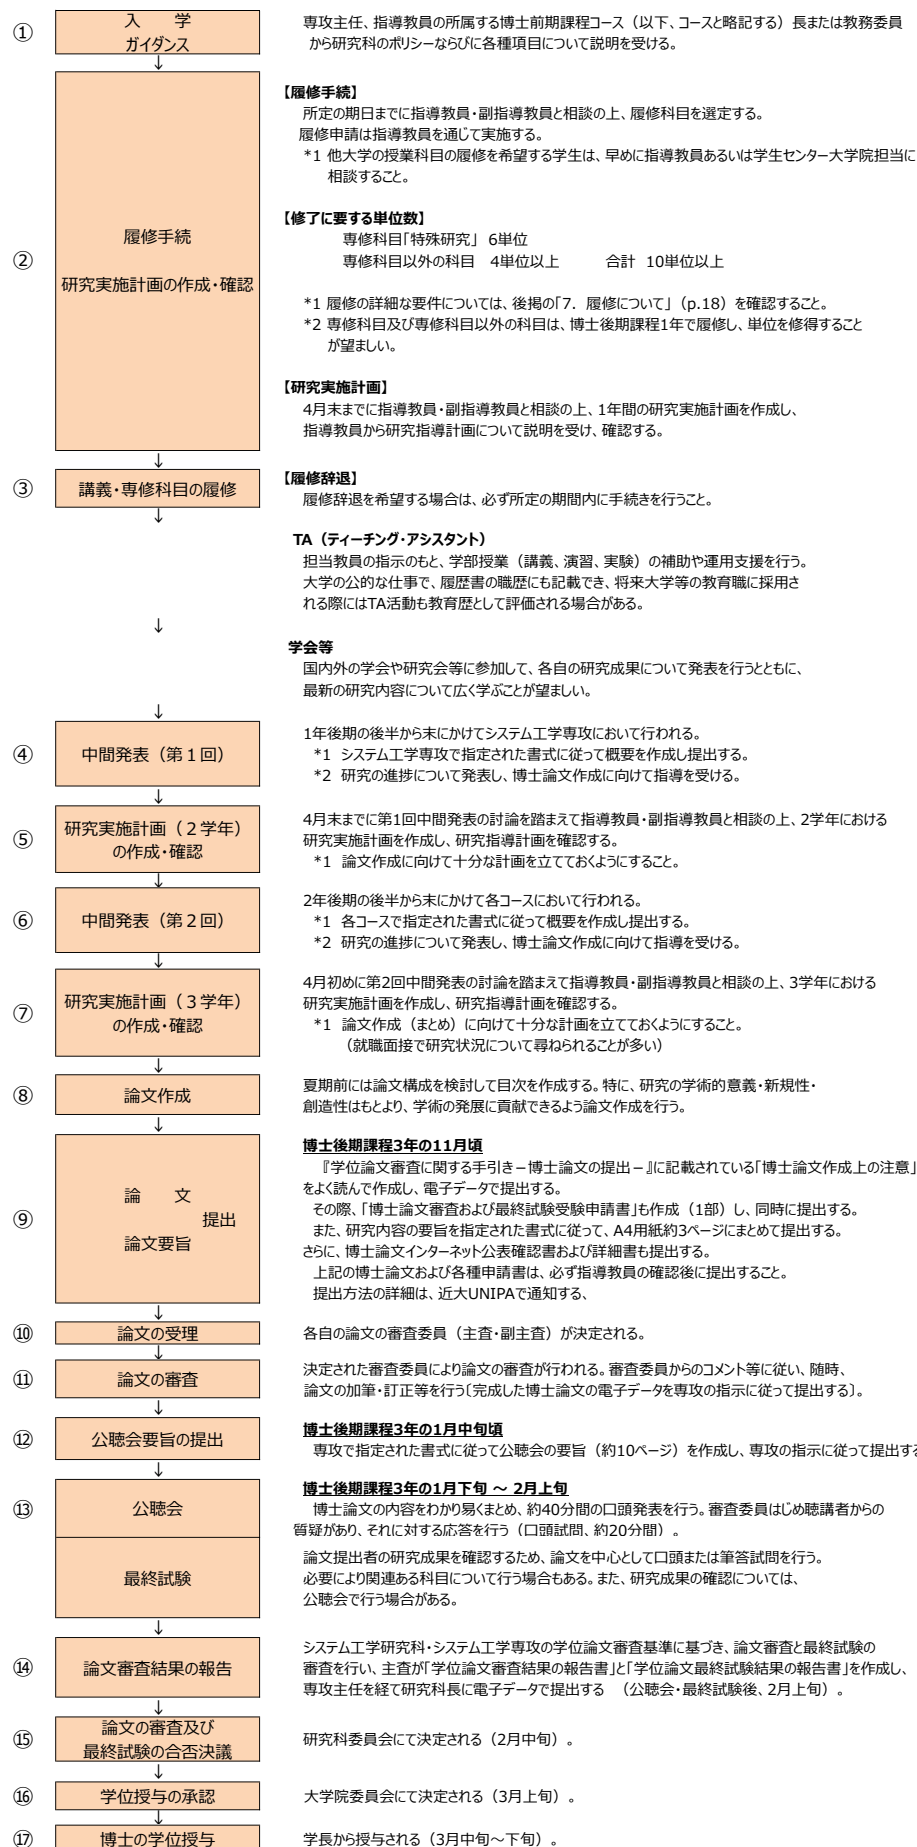 ①
入　学
ガイダンス
専攻主任、指導教員の所属する博士前期課程コース（以下、コースと略記する）長または教務委員
から研究科のポリシーならびに各種項目について説明を受ける。
↓
②
履修手続
研究実施計画の作成・確認
【履修手続】
所定の期日までに指導教員・副指導教員と相談の上、履修科目を選定する。
履修申請は指導教員を通じて実施する。
*1 他大学の授業科目の履修を希望する学生は、早めに指導教員あるいは学生センター大学院担当に
相談すること。
【修了に要する単位数】
専修科目「特殊研究」 6単位
専修科目以外の科目　4単位以上　　　合計 10単位以上
*1 履修の詳細な要件については、後掲の「7．履修について」（p.18）を確認すること。
*2 専修科目及び専修科目以外の科目は、博士後期課程1年で履修し、単位を修得すること
が望ましい。
【研究実施計画】
4月末までに指導教員・副指導教員と相談の上、1年間の研究実施計画を作成し、
指導教員から研究指導計画について説明を受け、確認する。
↓
③
講義・専修科目の履修
【履修辞退】
履修辞退を希望する場合は、必ず所定の期間内に手続きを行うこと。
↓
TA（ティーチング・アシスタント）
担当教員の指示のもと、学部授業（講義、演習、実験）の補助や運用支援を行う。
大学の公的な仕事で、履歴書の職歴にも記載でき、将来大学等の教育職に採用さ
れる際にはTA活動も教育歴として評価される場合がある。
↓
学会等
国内外の学会や研究会等に参加して、各自の研究成果について発表を行うとともに、
最新の研究内容について広く学ぶことが望ましい。
↓
④
中間発表（第１回）
1年後期の後半から末にかけてシステム工学専攻において行われる。
*1 システム工学専攻で指定された書式に従って概要を作成し提出する。
*2 研究の進捗について発表し、博士論文作成に向けて指導を受ける。
↓
⑤
研究実施計画（２学年）
の作成・確認
4月末までに第1回中間発表の討論を踏まえて指導教員・副指導教員と相談の上、2学年における
研究実施計画を作成し、研究指導計画を確認する。
*1 論文作成に向けて十分な計画を立てておくようにすること。
↓
⑥
中間発表（第２回）
2年後期の後半から末にかけて各コースにおいて行われる。
*1 各コースで指定された書式に従って概要を作成し提出する。
*2 研究の進捗について発表し、博士論文作成に向けて指導を受ける。
↓
⑦
研究実施計画（３学年）
の作成・確認
4月初めに第2回中間発表の討論を踏まえて指導教員・副指導教員と相談の上、3学年における
研究実施計画を作成し、研究指導計画を確認する。
*1 論文作成（まとめ）に向けて十分な計画を立てておくようにすること。
（就職面接で研究状況について尋ねられることが多い）
↓
⑧
論文作成
夏期前には論文構成を検討して目次を作成する。特に、研究の学術的意義・新規性・
創造性はもとより、学術の発展に貢献できるよう論文作成を行う。
↓
⑨
論　　文
提出
論文要旨
博士後期課程3年の11月頃
『学位論文審査に関する手引き－博士論文の提出－』に記載されている「博士論文作成上の注意」
をよく読んで作成し、電子データで提出する。
その際、「博士論文審査および最終試験受験申請書」も作成（1部）し、同時に提出する。
また、研究内容の要旨を指定された書式に従って、A4用紙約3ページにまとめて提出する。
さらに、博士論文インターネット公表確認書および詳細書も提出する。
上記の博士論文および各種申請書は、必ず指導教員の確認後に提出すること。
提出方法の詳細は、近大UNIPAで通知する、
↓
⑩
論文の受理
各自の論文の審査委員（主査・副主査）が決定される。
↓
⑪
論文の審査
決定された審査委員により論文の審査が行われる。審査委員からのコメント等に従い、随時、
論文の加筆・訂正等を行う〔完成した博士論文の電子データを専攻の指示に従って提出する〕。
↓
⑫
公聴会要旨の提出
博士後期課程3年の1月中旬頃
専攻で指定された書式に従って公聴会の要旨（約10ページ）を作成し、専攻の指示に従って提出する
↓
⑬
公聴会
博士後期課程3年の1月下旬 ～ 2月上旬
博士論文の内容をわかり易くまとめ、約40分間の口頭発表を行う。審査委員はじめ聴講者からの
質疑があり、それに対する応答を行う（口頭試問、約20分間）。
最終試験
論文提出者の研究成果を確認するため、論文を中心として口頭または筆答試問を行う。
必要により関連ある科目について行う場合もある。また、研究成果の確認については、
公聴会で行う場合がある。
↓
⑭
論文審査結果の報告
システム工学研究科・システム工学専攻の学位論文審査基準に基づき、論文審査と最終試験の
審査を行い、主査が「学位論文審査結果の報告書」と「学位論文最終試験結果の報告書」を作成し、
専攻主任を経て研究科長に電子データで提出する　（公聴会・最終試験後、2月上旬）。
↓
⑮
論文の審査及び
最終試験の合否決議
研究科委員会にて決定される（2月中旬）。
↓
⑯
学位授与の承認
大学院委員会にて決定される（3月上旬）。
↓
⑰
博士の学位授与
学長から授与される（3月中旬～下旬）。